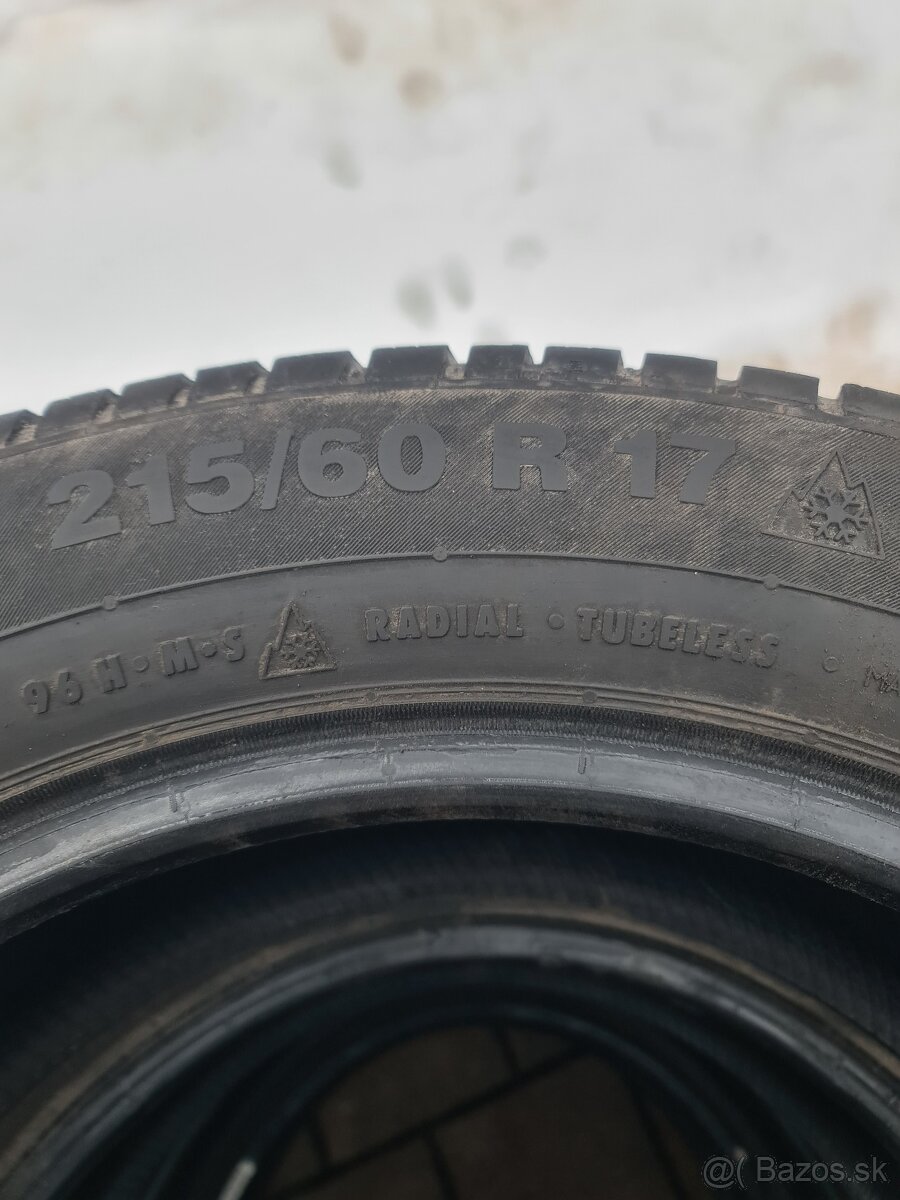 215/60 R 17
96 H·M·S RADIAL · TUBELESS
@( Bazos.sk